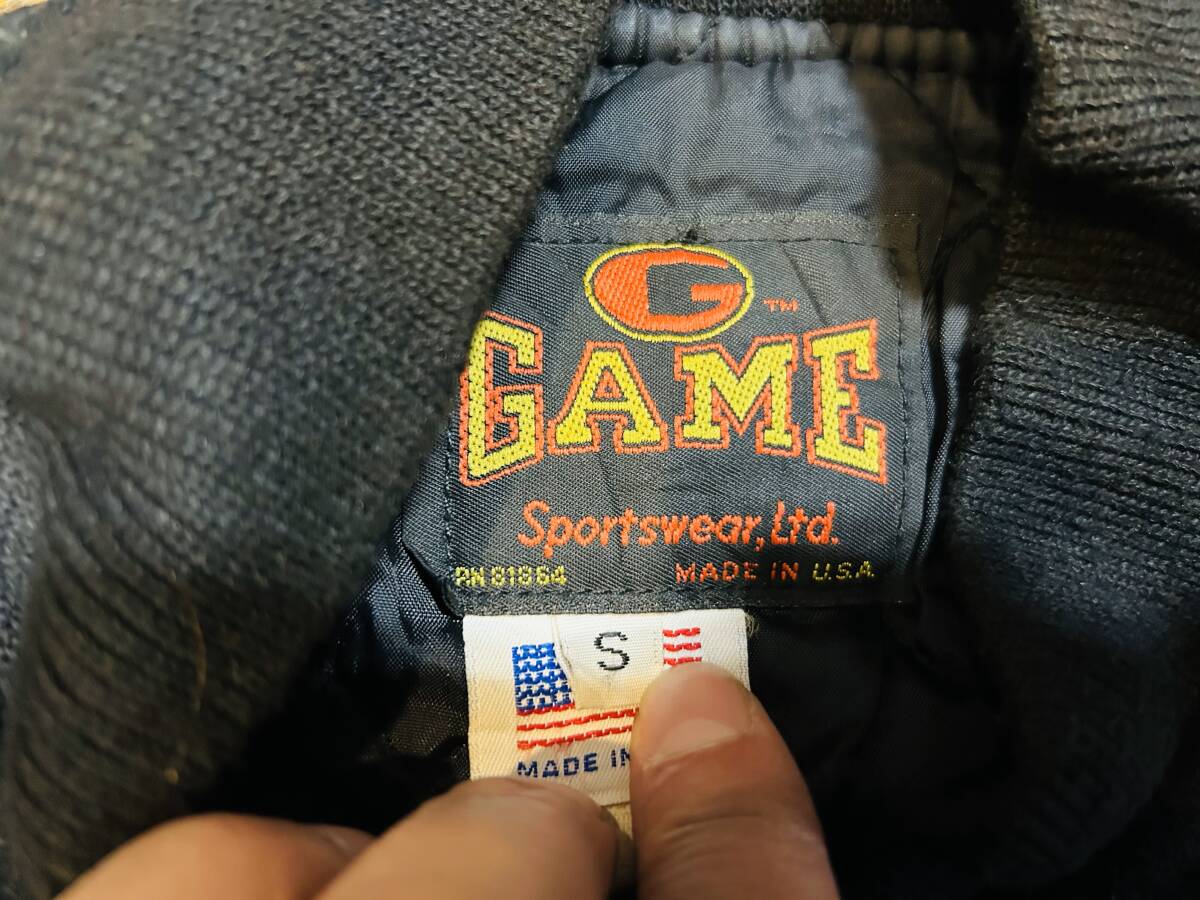 G TM
GAME
Sportswear, Ltd.
RN 81864 MADE IN U.S.A.
S
MADE IN